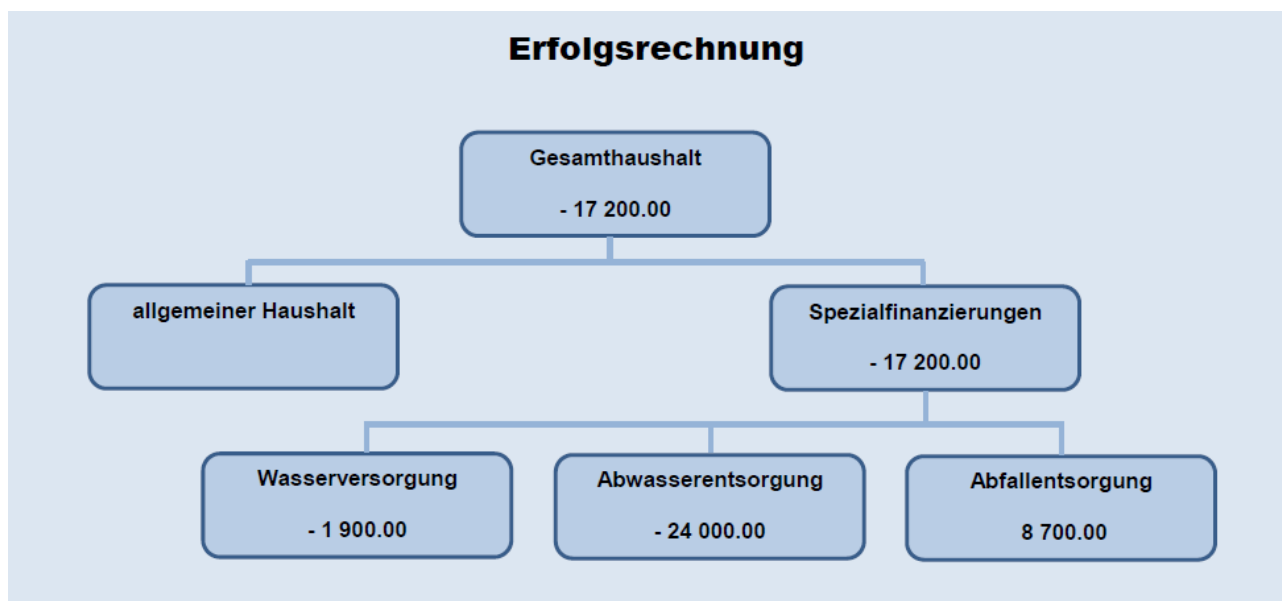 Erfolgsrechnung
Gesamthaushalt
- 17 200.00
allgemeiner Haushalt
Spezialfinanzierungen
- 17 200.00
Wasserversorgung
- 1 900.00
Abwasserentsorgung
- 24 000.00
Abfallentsorgung
8 700.00